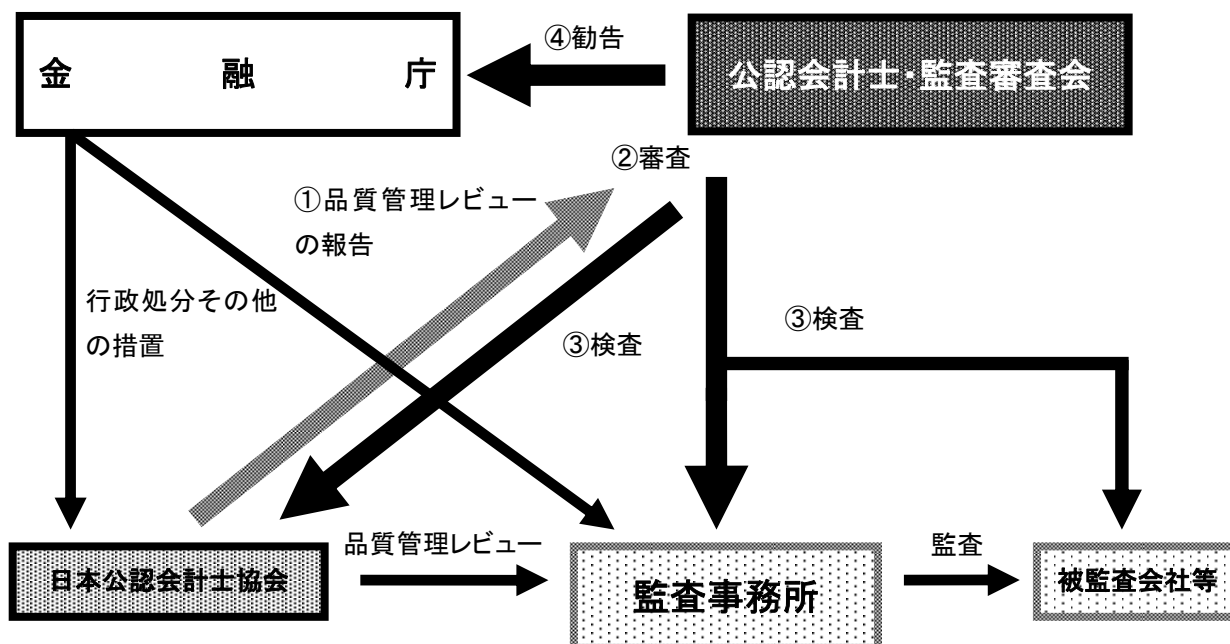 ④勧告
金融庁
公認会計士・監査審査会
②審査
①品質管理レビュー
の報告
行政処分その他
の措置
③検査
③検査
品質管理レビュー
監査
日本公認会計士協会
監査事務所
被監査会社等